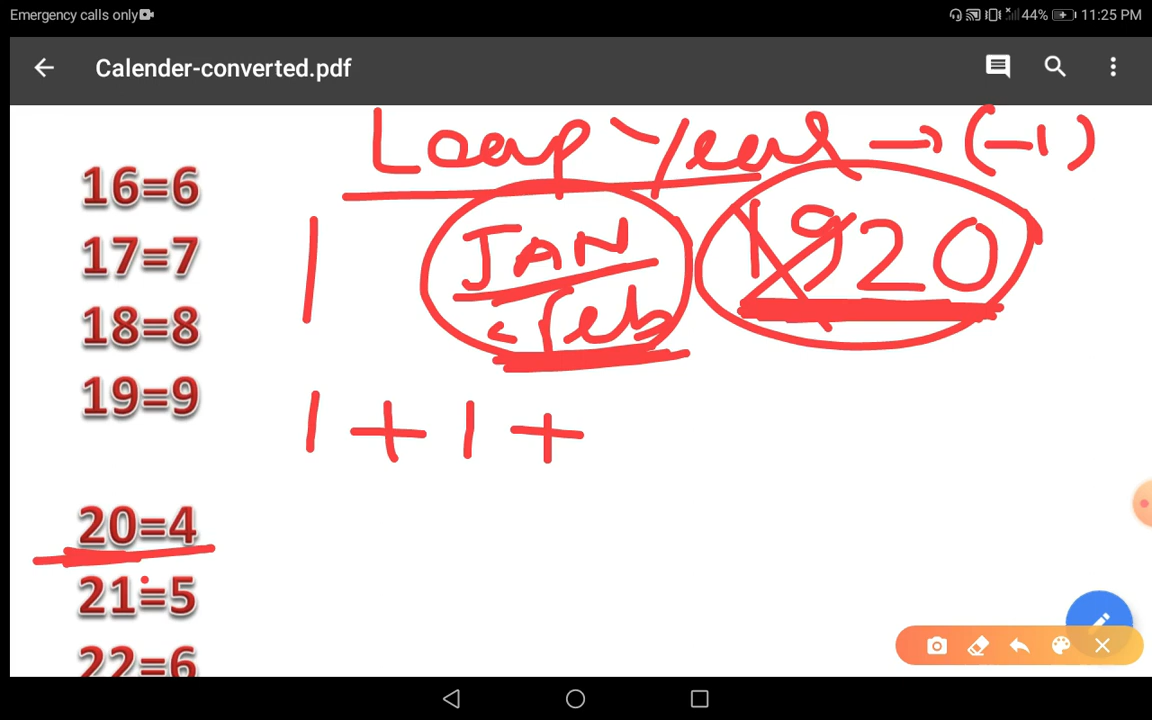 Emergency calls only
44% 11:25 PM
Calender-converted.pdf
Leap Year → (-1)
16=6
17=7
18=8
19=9
1 JAN 1920
Feb
1 + 1 +
20=4
21=5
22=6